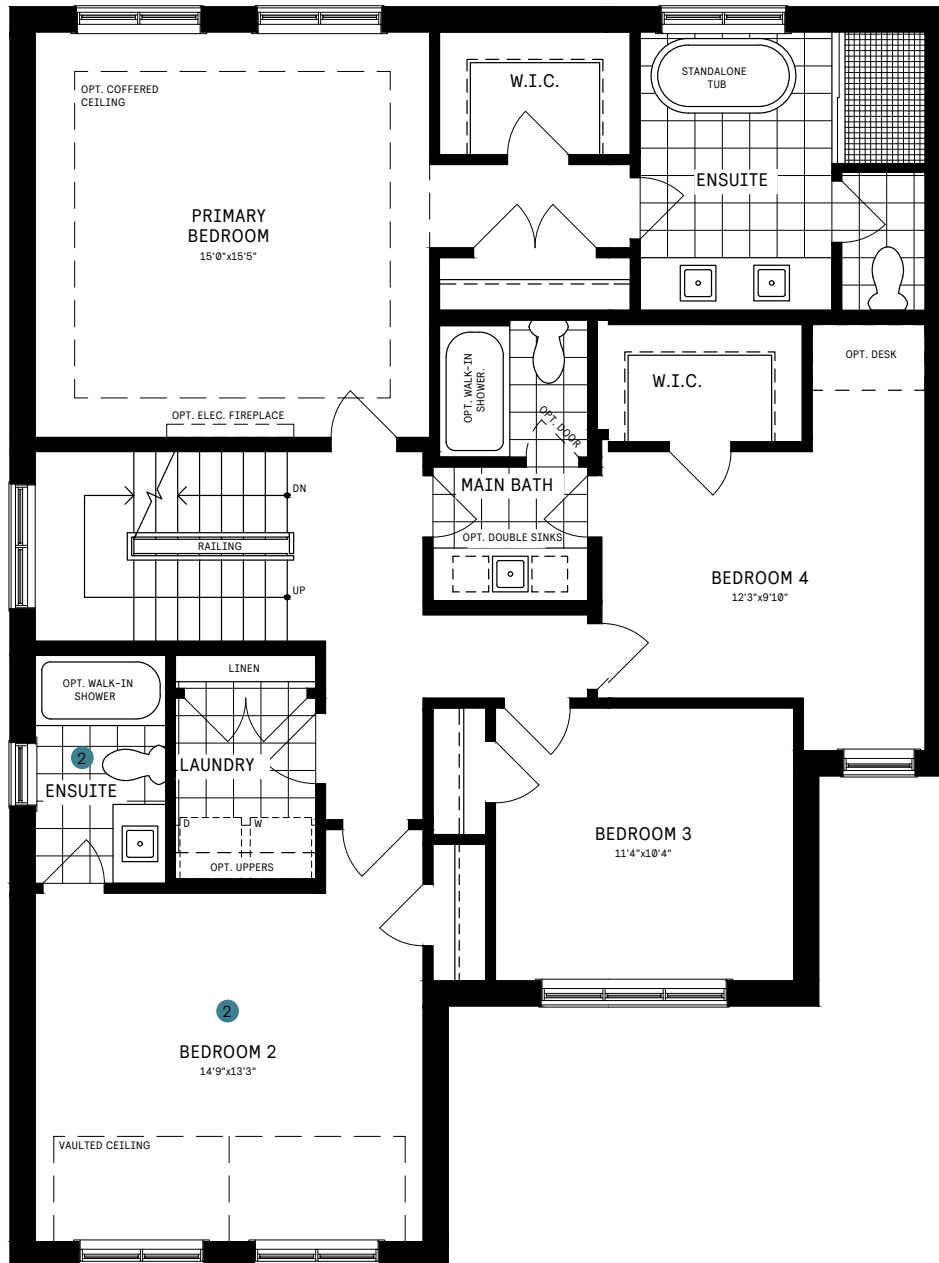 OPT. COFFERED
CEILING
PRIMARY
BEDROOM
15'0"x15'5"
OPT. ELEC. FIREPLACE
W.I.C.
STANDALONE
TUB
ENSUITE
OPT. WALK-IN
SHOWER.
OPT. DOOR
W.I.C.
OPT. DESK
MAIN BATH
OPT. DOUBLE SINKS
DN
RAILING
UP
BEDROOM 4
12'3"x9'10"
LINEN
OPT. WALK-IN
SHOWER
2
ENSUITE
LAUNDRY
D
W
OPT. UPPERS
BEDROOM 3
11'4"x10'4"
2
BEDROOM 2
14'9"x13'3"
VAULTED CEILING